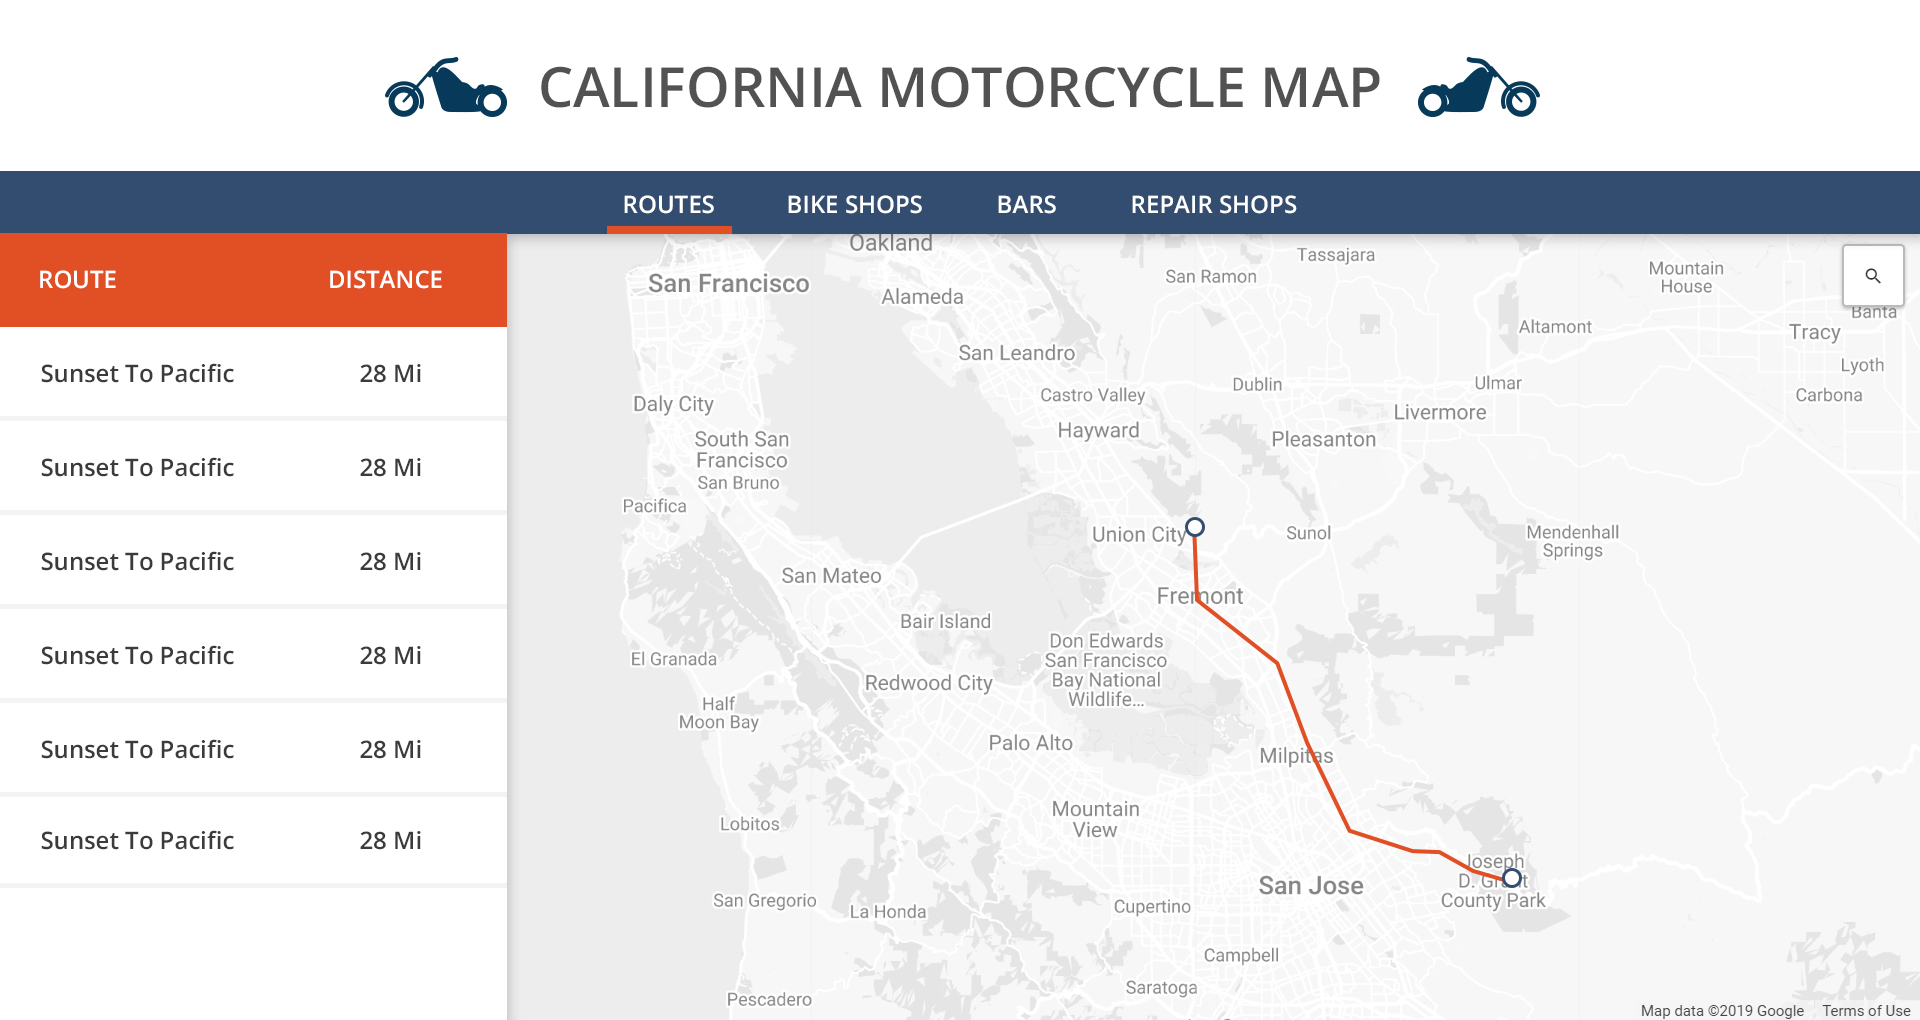 CALIFORNIA MOTORCYCLE MAP
ROUTES BIKE SHOPS BARS REPAIR SHOPS
ROUTE DISTANCE
Sunset To Pacific 28 Mi
Sunset To Pacific 28 Mi
Sunset To Pacific 28 Mi
Sunset To Pacific 28 Mi
Sunset To Pacific 28 Mi
Sunset To Pacific 28 Mi
Oakland
San Francisco
Alameda
San Ramon
Tassajara
Mountain
House
Banta
Altamont
Tracy
San Leandro
Lyoth
Castro Valley
Dublin
Ulmar
Carbona
Daly City
Hayward
Livermore
South San
Francisco
Pleasanton
San Bruno
Pacifica
Union City
Sunol
Mendenhall
Springs
San Mateo
Fremont
Bair Island
Don Edwards
San Francisco
Bay National
Wildlife...
El Granada
Redwood City
Half
Moon Bay
Palo Alto
Milpitas
Mountain
View
Lobitos
Joseph
D. Grant
County Park
San Jose
San Gregorio
La Honda
Cupertino
Campbell
Saratoga
Pescadero
Map data ©2019 Google Terms of Use